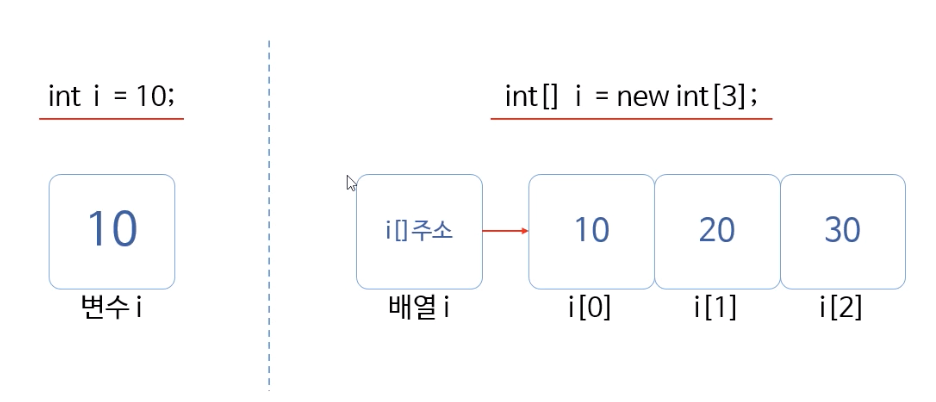 int i = 10;
int[] i = new int[3];
10
i[]주소
10
20
30
변수 i
배열 i
i[0]
i[1]
i[2]